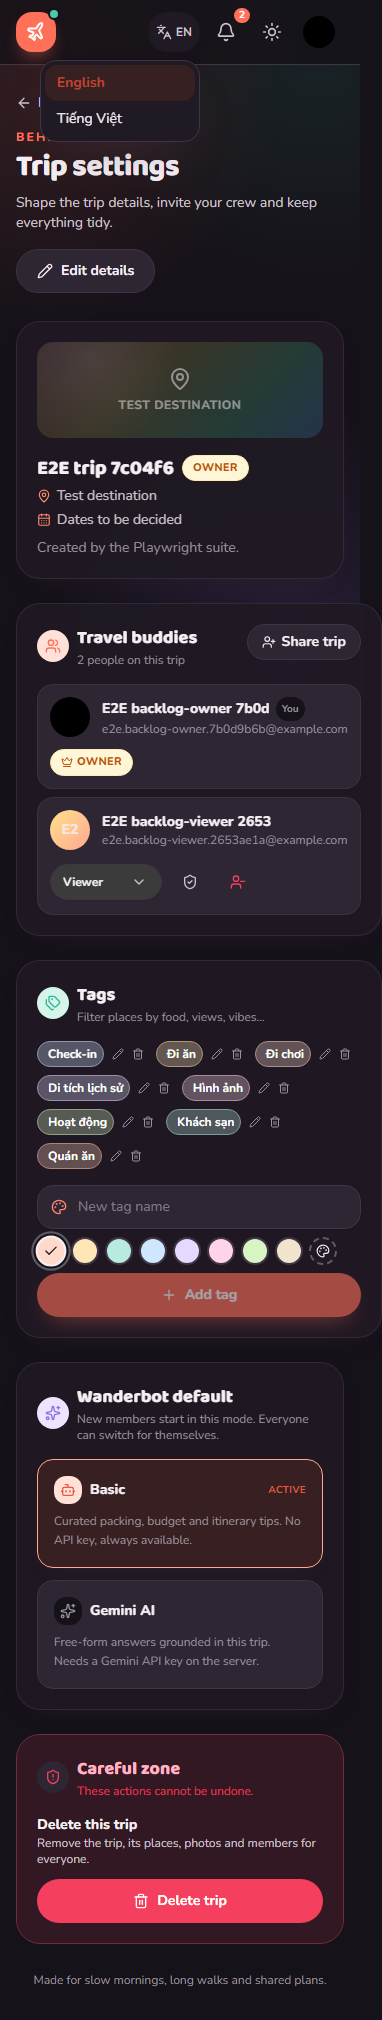 EN
2
English
Tiếng Việt
BEH
Trip settings
Shape the trip details, invite your crew and keep
everything tidy.
Edit details
TEST DESTINATION
E2E trip 7c04f6
OWNER
Test destination
Dates to be decided
Created by the Playwright suite.
Travel buddies
2 people on this trip
Share trip
E2E backlog-owner 7b0d
You
e2e.backlog-owner.7b0d9b6b@example.com
OWNER
E2
E2E backlog-viewer 2653
e2e.backlog-viewer.2653ae1a@example.com
Viewer
Tags
Filter places by food, views, vibes...
Check-in
Đi ăn
Đi chơi
Di tích lịch sử
Hình ảnh
Hoạt động
Khách sạn
Quán ăn
New tag name
Add tag
Wanderbot default
New members start in this mode. Everyone
can switch for themselves.
Basic
ACTIVE
Curated packing, budget and itinerary tips. No
API key, always available.
Gemini AI
Free-form answers grounded in this trip.
Needs a Gemini API key on the server.
Careful zone
These actions cannot be undone.
Delete this trip
Remove the trip, its places, photos and members for
everyone.
Delete trip
Made for slow mornings, long walks and shared plans.